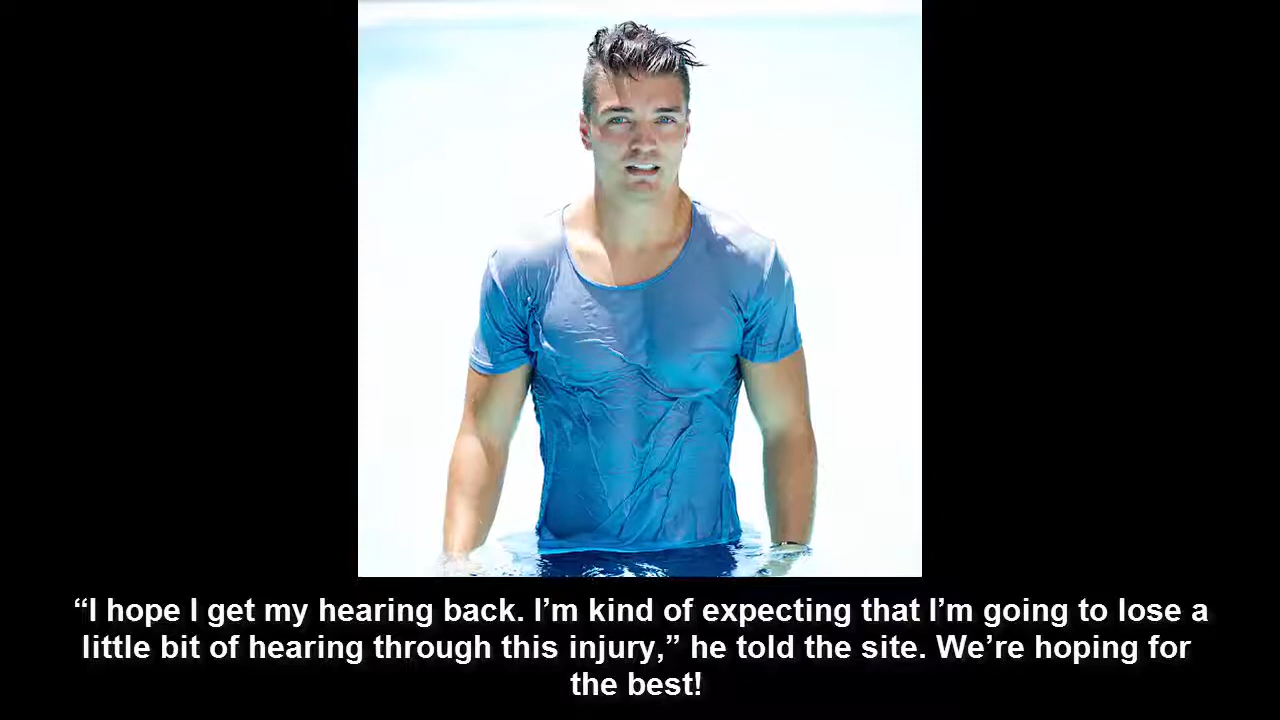 “I hope I get my hearing back. I’m kind of expecting that I’m going to lose a
little bit of hearing through this injury,” he told the site. We’re hoping for
the best!